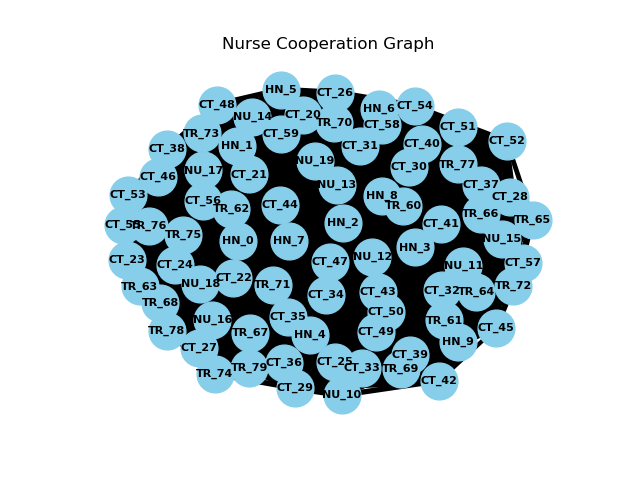 Nurse Cooperation Graph
HN_5
CT_26
CT_48
HN_6
CT_54
NU_14
CT_20
TR_70
CT_58
CT_51
TR_73
CT_59
CT_52
HN_1
CT_31
CT_40
CT_38
NU_19
TR_77
CT_30
NU_17
CT_21
CT_46
NU_13
CT_37
CT_53
HN_8
CT_28
CT_56
TR_62
CT_44
TR_60
TR_66
TR_65
CT_55
TR_76
HN_2
CT_41
TR_75
HN_0
HN_7
NU_15
HN_3
CT_23
CT_24
CT_47
NU_12
NU_11
CT_57
CT_22
TR_63
NU_18
TR_71
TR_72
CT_34
CT_43
CT_32
TR_64
TR_68
CT_50
NU_16
CT_35
TR_61
TR_78
TR_67
HN_4
CT_49
CT_45
HN_9
CT_27
CT_39
CT_36
CT_25
TR_74
TR_79
CT_33
TR_69
CT_42
CT_29
NU_10